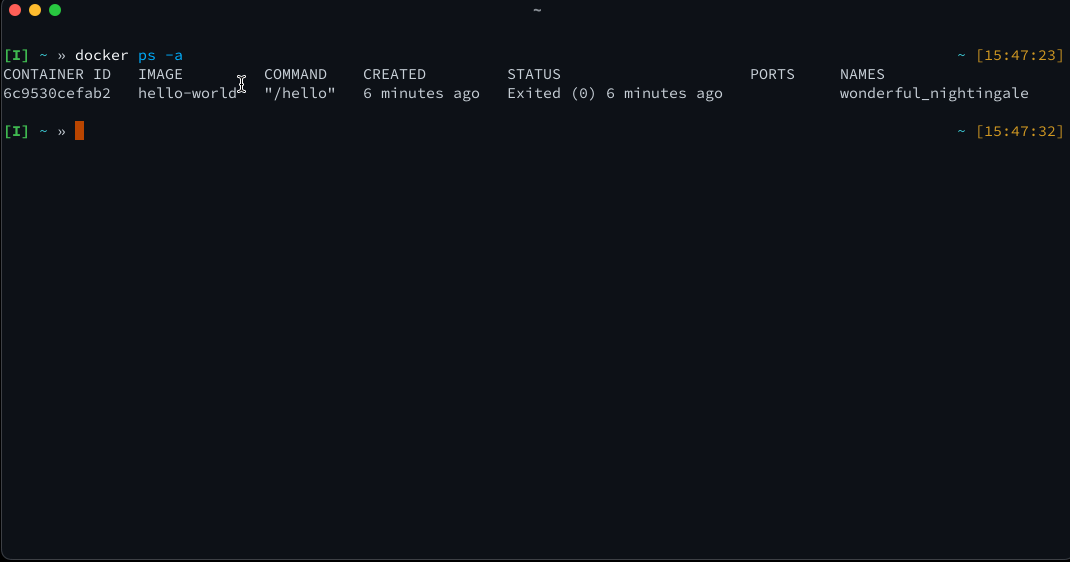 ~
[I] ~ » docker ps -a ~ [15:47:23]
CONTAINER ID IMAGE COMMAND CREATED STATUS PORTS NAMES
6c9530cefab2 hello-world "/hello" 6 minutes ago Exited (0) 6 minutes ago wonderful_nightingale
[I] ~ » ~ [15:47:32]